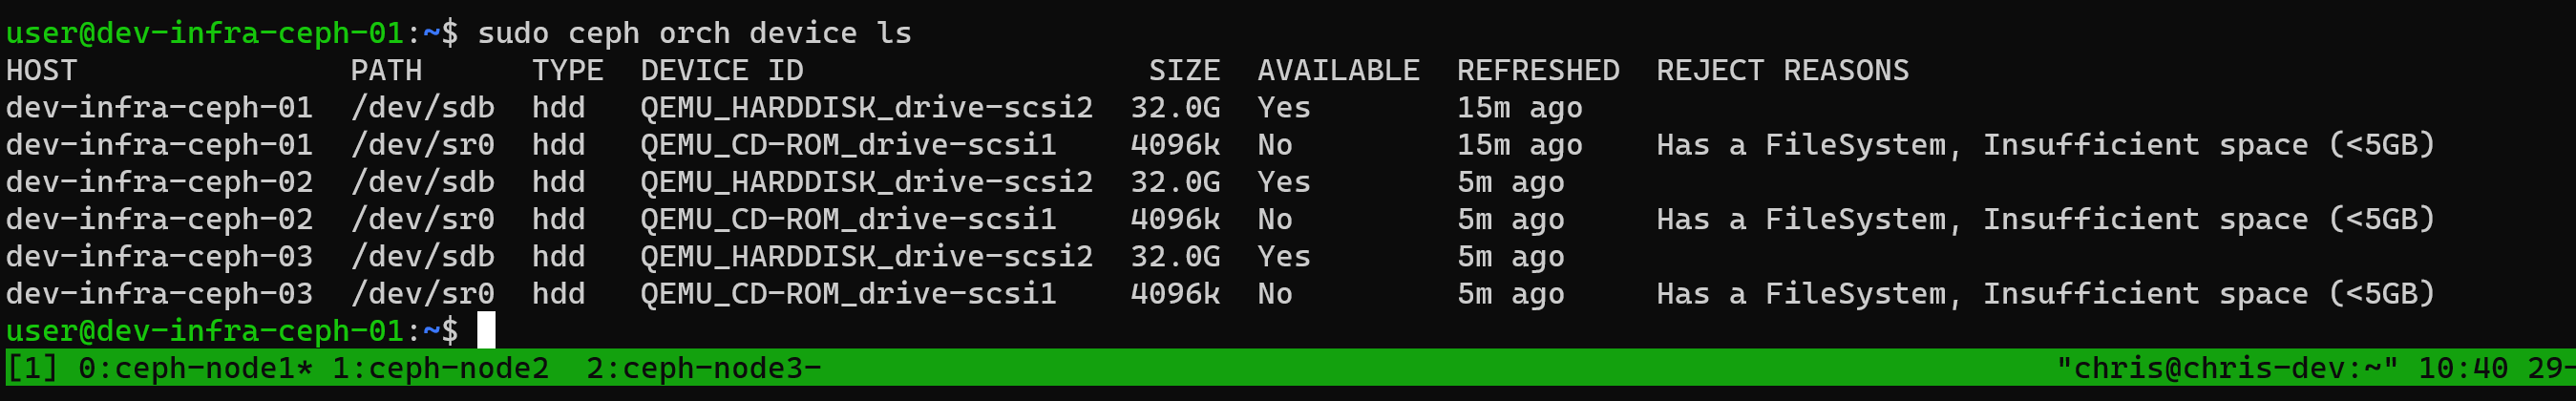 user@dev-infra-ceph-01:~$ sudo ceph orch device ls
HOST               PATH      TYPE  DEVICE ID                   SIZE  AVAILABLE  REFRESHED  REJECT REASONS
dev-infra-ceph-01  /dev/sdb  hdd   QEMU_HARDDISK_drive-scsi2  32.0G  Yes        15m ago
dev-infra-ceph-01  /dev/sr0  hdd   QEMU_CD-ROM_drive-scsi1    4096k  No         15m ago    Has a FileSystem, Insufficient space (<5GB)
dev-infra-ceph-02  /dev/sdb  hdd   QEMU_HARDDISK_drive-scsi2  32.0G  Yes        5m ago
dev-infra-ceph-02  /dev/sr0  hdd   QEMU_CD-ROM_drive-scsi1    4096k  No         5m ago     Has a FileSystem, Insufficient space (<5GB)
dev-infra-ceph-03  /dev/sdb  hdd   QEMU_HARDDISK_drive-scsi2  32.0G  Yes        5m ago
dev-infra-ceph-03  /dev/sr0  hdd   QEMU_CD-ROM_drive-scsi1    4096k  No         5m ago     Has a FileSystem, Insufficient space (<5GB)
user@dev-infra-ceph-01:~$
[1] 0:ceph-node1* 1:ceph-node2  2:ceph-node3- "chris@chris-dev:~" 10:40 29-